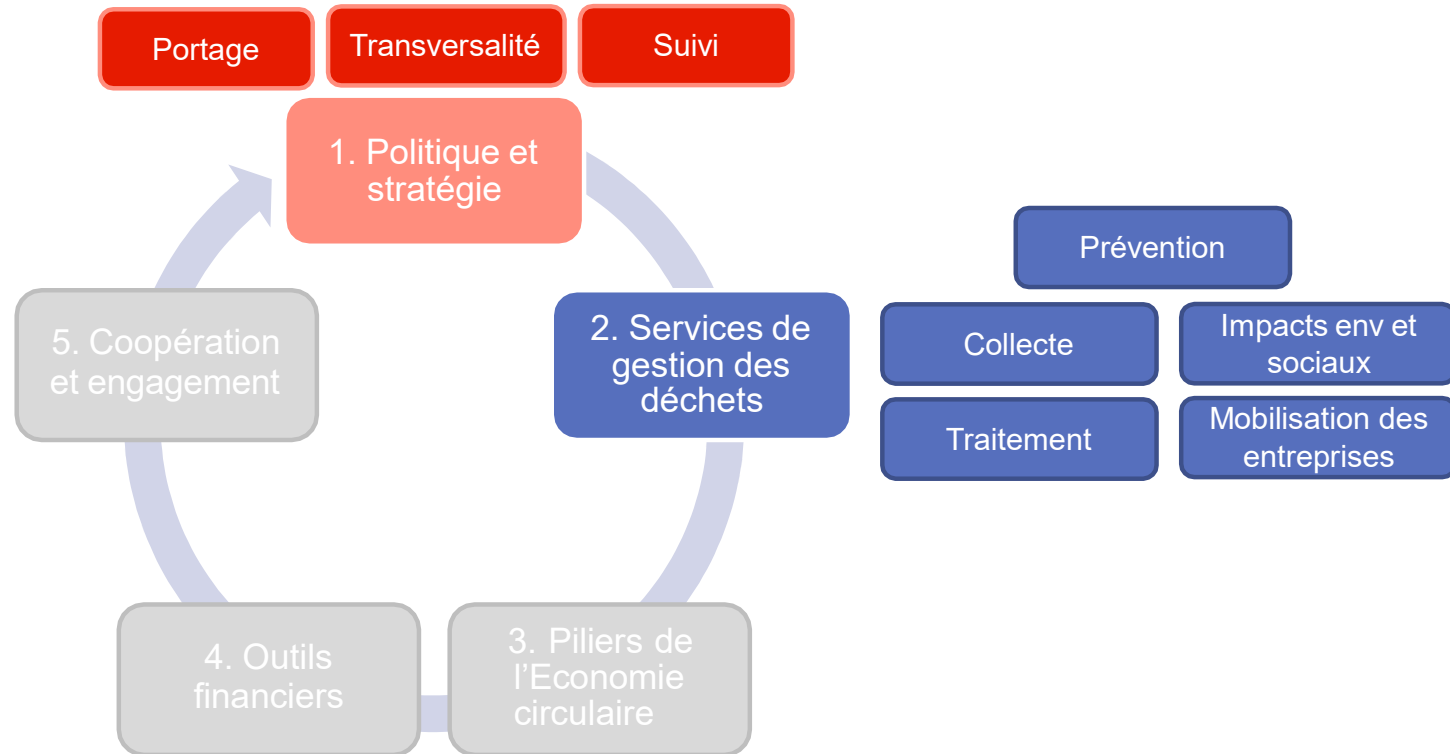 Portage
Transversalité
Suivi
1. Politique et
stratégie
Prévention
2. Services de
gestion des
déchets
Collecte
Impacts env et
sociaux
Traitement
Mobilisation des
entreprises
3. Piliers de
l’Economie
circulaire
4. Outils
financiers
5. Coopération
et engagement